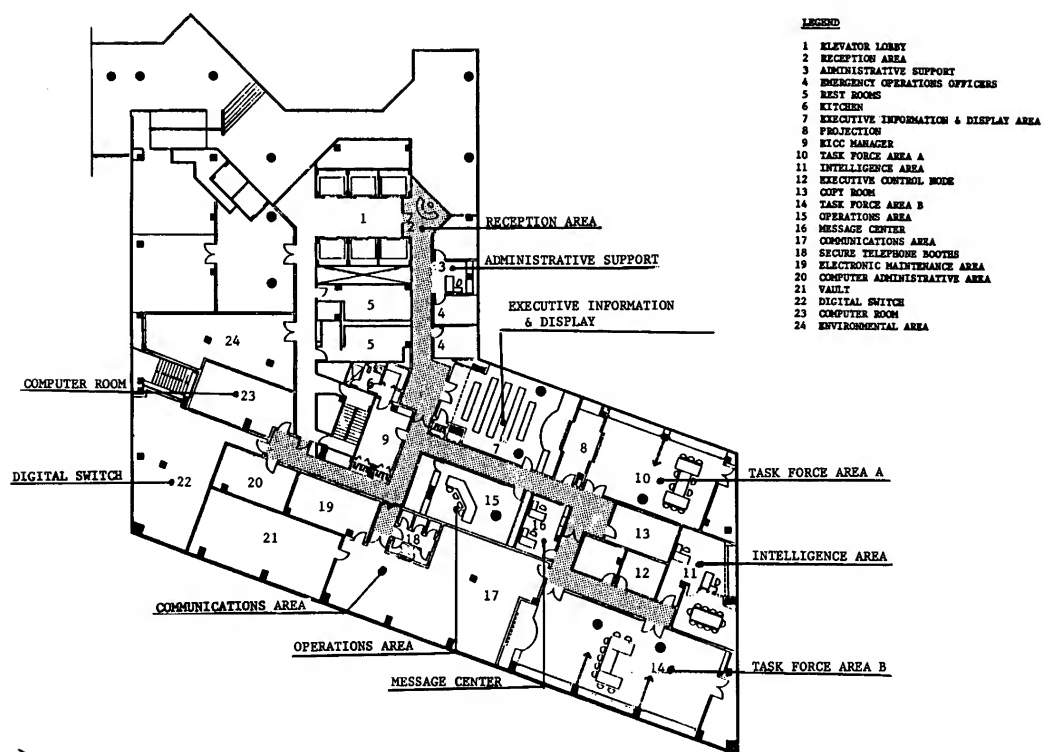 LEGEND
1 ELEVATOR LOBBY
2 RECEPTION AREA
3 ADMINISTRATIVE SUPPORT
4 EMERGENCY OPERATIONS OFFICERS
5 REST ROOMS
6 KITCHEN
7 EXECUTIVE INFORMATION & DISPLAY AREA
8 PROJECTION
9 EICC MANAGER
10 TASK FORCE AREA A
11 INTELLIGENCE AREA
12 EXECUTIVE CONTROL NODE
13 COPY ROOM
14 TASK FORCE AREA B
15 OPERATIONS AREA
16 MESSAGE CENTER
17 COMMUNICATIONS AREA
18 SECURE TELEPHONE BOOTHS
19 ELECTRONIC MAINTENANCE AREA
20 COMPUTER ADMINISTRATIVE AREA
21 VAULT
22 DIGITAL SWITCH
23 COMPUTER ROOM
24 ENVIRONMENTAL AREA
1
2
RECEPTION AREA
3
ADMINISTRATIVE SUPPORT
5
4
EXECUTIVE INFORMATION
& DISPLAY
24
5
4
6
COMPUTER ROOM
23
9
7
8
10
TASK FORCE AREA A
DIGITAL SWITCH
22
20
19
15
16
13
21
18
12
11
INTELLIGENCE AREA
17
COMMUNICATIONS AREA
OPERATIONS AREA
14
TASK FORCE AREA B
MESSAGE CENTER